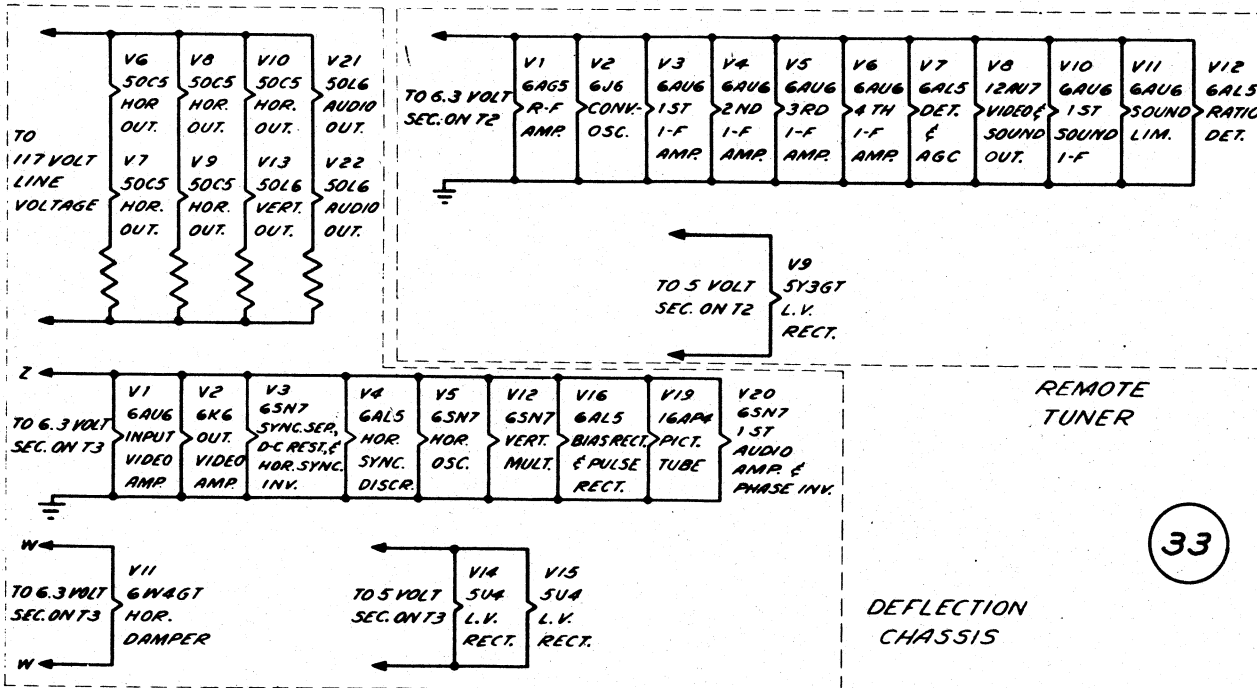 TO
117 VOLT
LINE
VOLTAGE
V6
50C5
HOR
OUT.
V7
50C5
HOR.
OUT.
V8
50C5
HOR.
OUT.
V9
50C5
HOR.
OUT.
V10
50C5
HOR.
OUT.
V13
50L6
VERT.
OUT.
V21
50L6
AUDIO
OUT.
V22
50L6
AUDIO
OUT.
TO 6.3 VOLT
SEC. ON T2
V1
6AG5
R-F
AMP.
V2
6J6
CONV-
OSC.
V3
6AU6
1ST
I-F
AMP.
V4
6AU6
2ND
I-F
AMP.
V5
6AU6
3RD
I-F
AMP.
V6
6AU6
4TH
I-F
AMP.
V7
6AL5
DET.
&
AGC
V8
12AU7
VIDEO &
SOUND
OUT.
V10
6AU6
1ST
SOUND
I-F
V11
6AU6
SOUND
LIM.
V12
6AL5
RATIO
DET.
TO 5 VOLT
SEC. ON T2
V9
5Y3GT
L.V.
RECT.
Z
TO 6.3 VOLT
SEC. ON T3
V1
6AU6
INPUT
VIDEO
AMP.
V2
6K6
OUT.
VIDEO
AMP.
V3
6SN7
SYNC. SEP.,
D-C REST., &
HOR. SYNC.
INV.
V4
6AL5
HOR.
SYNC.
DISCR.
V5
6SN7
HOR.
OSC.
V12
6SN7
VERT.
MULT.
V16
6AL5
BIAS RECT.
& PULSE
RECT.
V19
16AP4
PICT.
TUBE
V20
6SN7
1ST
AUDIO
AMP. &
PHASE INV.
REMOTE
TUNER
33
W
TO 6.3 VOLT
SEC. ON T3
W
V11
6W4GT
HOR.
DAMPER
TO 5 VOLT
SEC. ON T3
V14
5U4
L.V.
RECT.
V15
5U4
L.V.
RECT.
DEFLECTION
CHASSIS